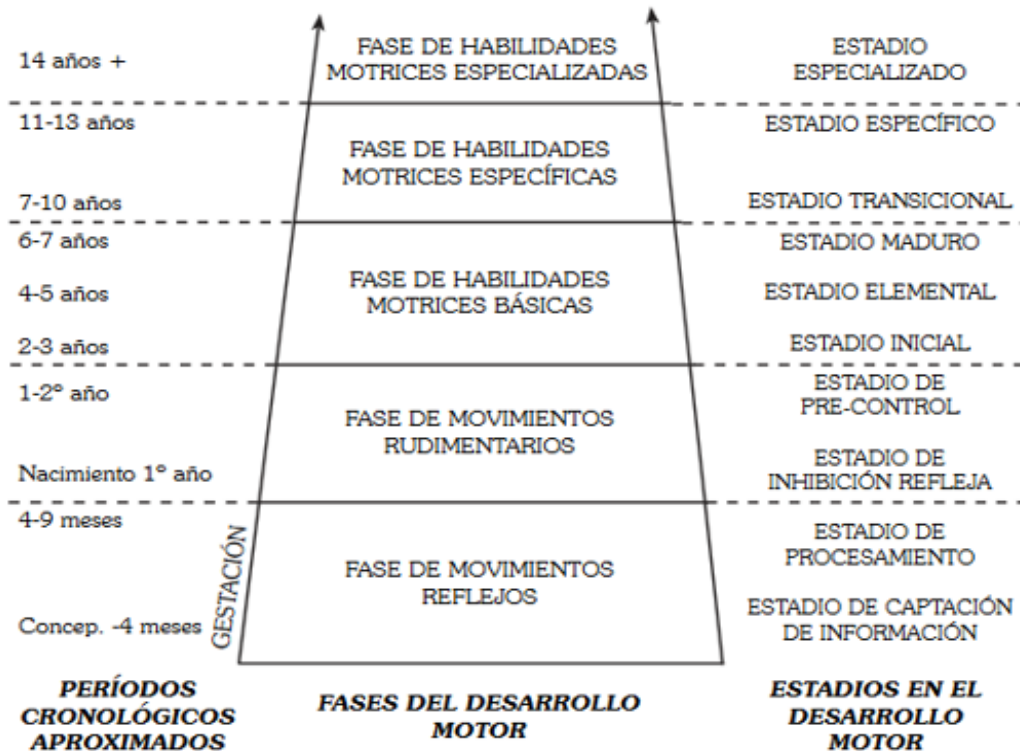 14 años +
FASE DE HABILIDADES
MOTRICES ESPECIALIZADAS
ESTADIO
ESPECIALIZADO
11-13 años
ESTADIO ESPECÍFICO
FASE DE HABILIDADES
MOTRICES ESPECÍFICAS
7-10 años
ESTADIO TRANSICIONAL
6-7 años
ESTADIO MADURO
FASE DE HABILIDADES
MOTRICES BÁSICAS
4-5 años
ESTADIO ELEMENTAL
2-3 años
ESTADIO INICIAL
1-2º año
ESTADIO DE
PRE-CONTROL
FASE DE MOVIMIENTOS
RUDIMENTARIOS
Nacimiento 1º año
ESTADIO DE
INHIBICIÓN REFLEJA
4-9 meses
ESTADIO DE
PROCESAMIENTO
GESTACIÓN
FASE DE MOVIMIENTOS
REFLEJOS
Concep. -4 meses
ESTADIO DE CAPTACIÓN
DE INFORMACIÓN
PERÍODOS
CRONOLÓGICOS
APROXIMADOS
FASES DEL DESARROLLO
MOTOR
ESTADIOS EN EL
DESARROLLO
MOTOR